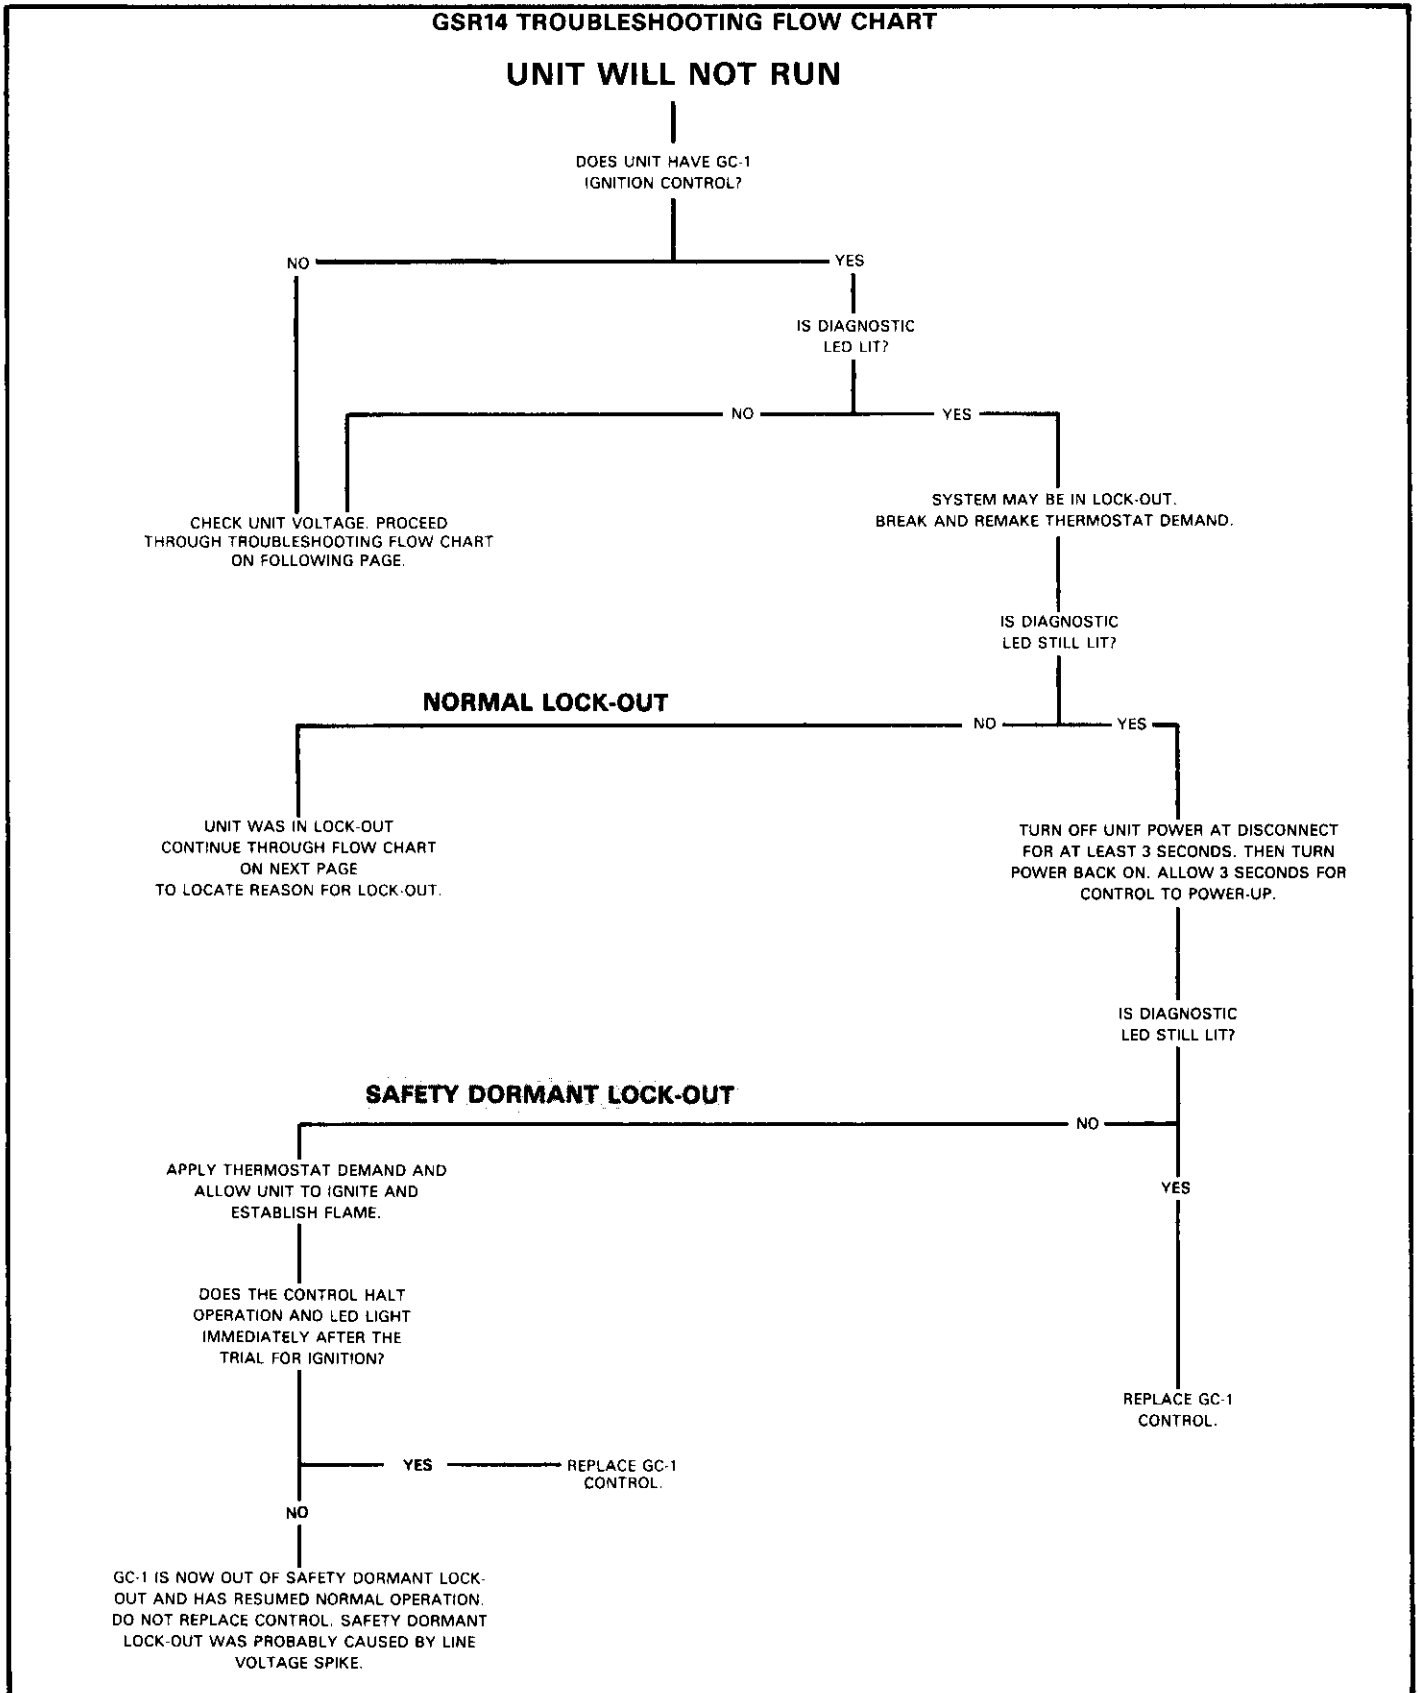 GSR14 TROUBLESHOOTING FLOW CHART
UNIT WILL NOT RUN
DOES UNIT HAVE GC-1
IGNITION CONTROL?
NO
YES
IS DIAGNOSTIC
LED LIT?
NO
YES
CHECK UNIT VOLTAGE. PROCEED
THROUGH TROUBLESHOOTING FLOW CHART
ON FOLLOWING PAGE.
SYSTEM MAY BE IN LOCK-OUT.
BREAK AND REMAKE THERMOSTAT DEMAND.
IS DIAGNOSTIC
LED STILL LIT?
NORMAL LOCK-OUT
NO
YES
UNIT WAS IN LOCK-OUT
CONTINUE THROUGH FLOW CHART
ON NEXT PAGE
TO LOCATE REASON FOR LOCK-OUT.
TURN OFF UNIT POWER AT DISCONNECT
FOR AT LEAST 3 SECONDS. THEN TURN
POWER BACK ON. ALLOW 3 SECONDS FOR
CONTROL TO POWER-UP.
IS DIAGNOSTIC
LED STILL LIT?
SAFETY DORMANT LOCK-OUT
NO
YES
APPLY THERMOSTAT DEMAND AND
ALLOW UNIT TO IGNITE AND
ESTABLISH FLAME.
DOES THE CONTROL HALT
OPERATION AND LED LIGHT
IMMEDIATELY AFTER THE
TRIAL FOR IGNITION?
REPLACE GC-1
CONTROL.
YES
REPLACE GC-1
CONTROL.
NO
GC-1 IS NOW OUT OF SAFETY DORMANT LOCK-
OUT AND HAS RESUMED NORMAL OPERATION.
DO NOT REPLACE CONTROL. SAFETY DORMANT
LOCK-OUT WAS PROBABLY CAUSED BY LINE
VOLTAGE SPIKE.